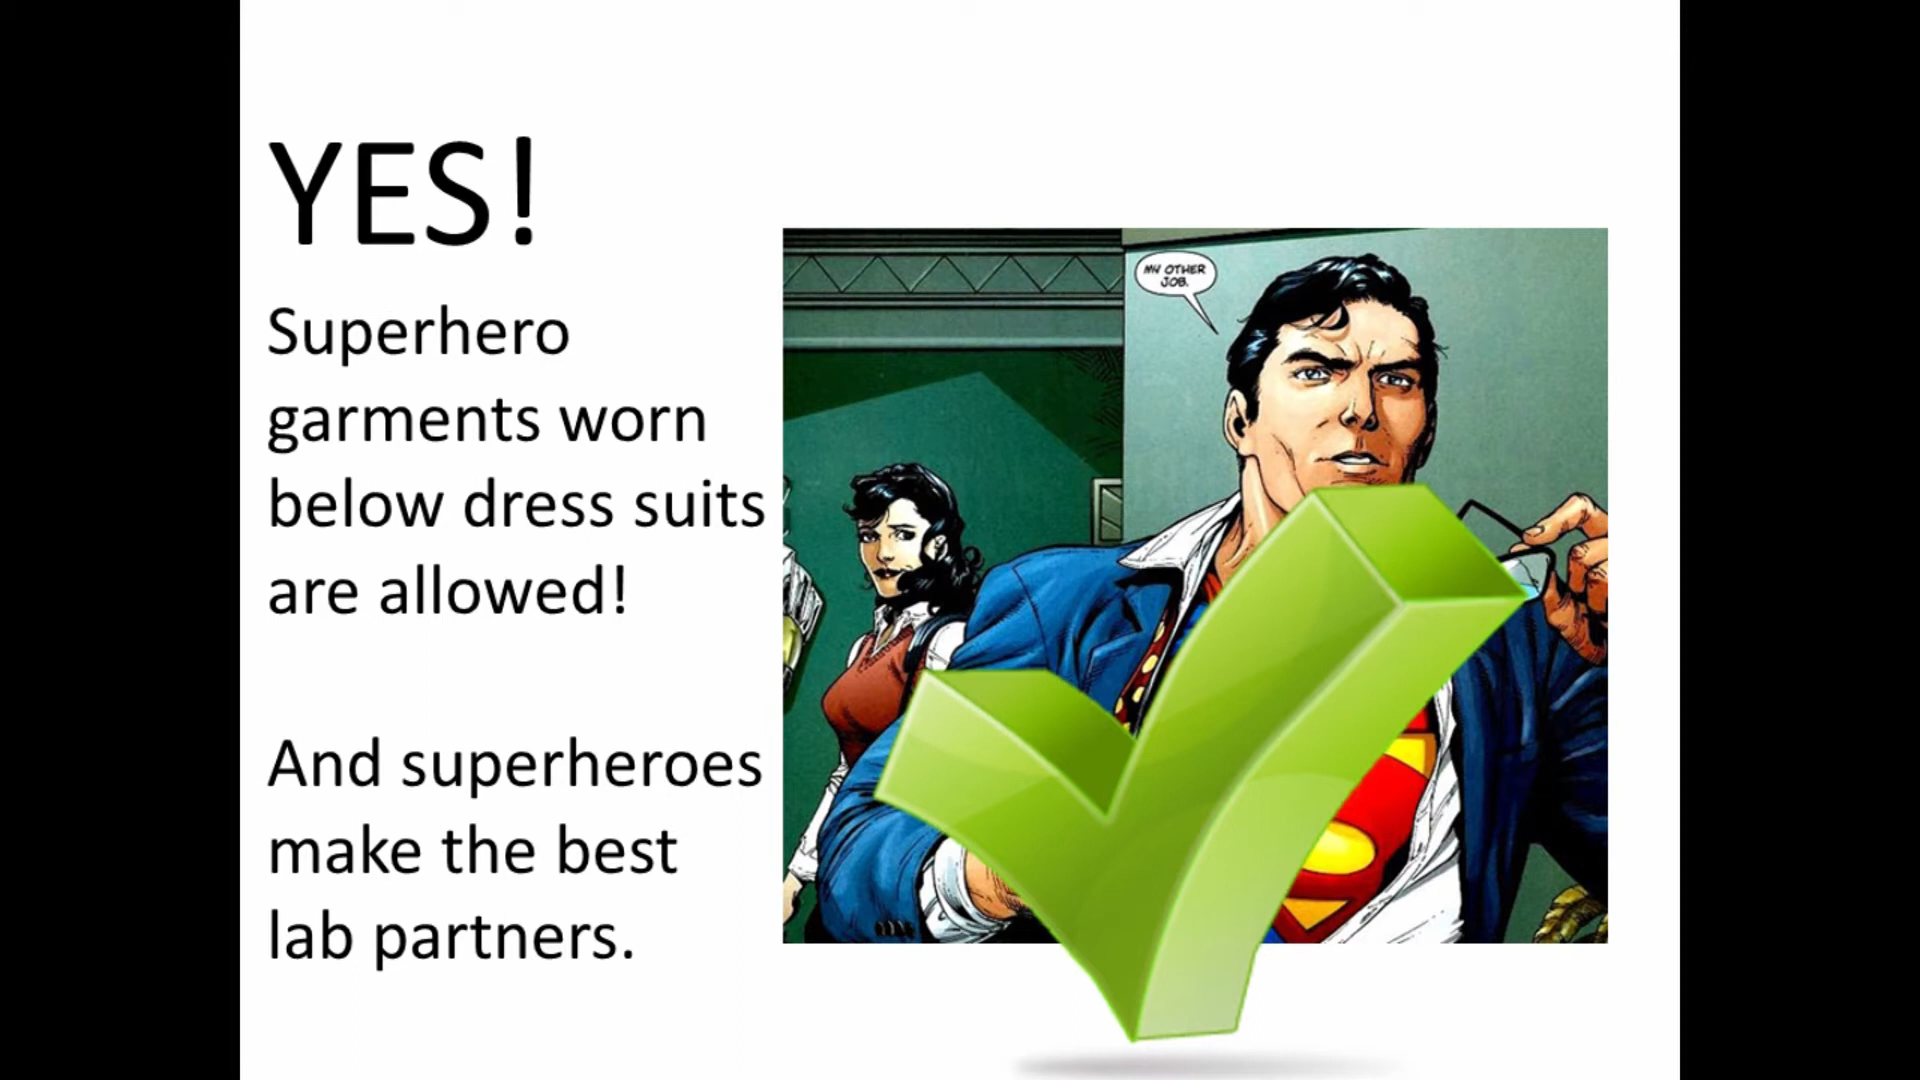 YES!
Superhero
garments worn
below dress suits
are allowed!
And superheroes
make the best
lab partners.
MY OTHER
JOB.